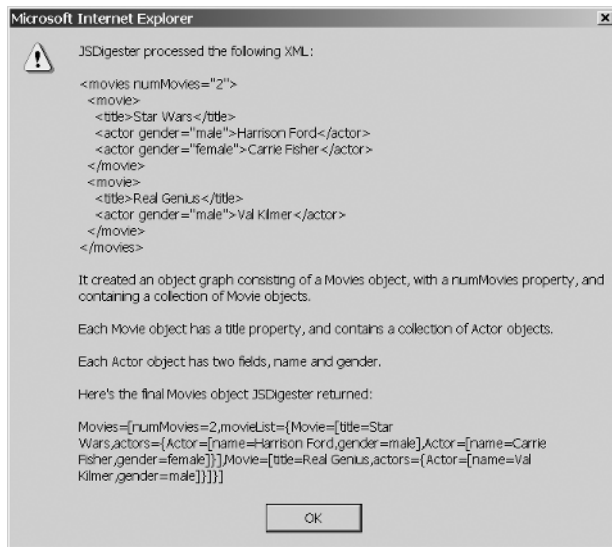 Microsoft Internet Explorer
JSDigester processed the following XML:
<movies numMovies="2">
<movie>
<title>Star Wars</title>
<actor gender="male">Harrison Ford</actor>
<actor gender="female">Carrie Fisher</actor>
</movie>
<movie>
<title>Real Genius</title>
<actor gender="male">Val Kilmer</actor>
</movie>
</movies>
It created an object graph consisting of a Movies object, with a numMovies property, and
containing a collection of Movie objects.
Each Movie object has a title property, and contains a collection of Actor objects.
Each Actor object has two fields, name and gender.
Here's the final Movies object JSDigester returned:
Movies=[numMovies=2,movieList={Movie=[title=Star
Wars,actors={Actor=[name=Harrison Ford,gender=male],Actor=[name=Carrie
Fisher,gender=female]}],Movie=[title=Real Genius,actors={Actor=[name=Val
Kilmer,gender=male]}]}]
OK